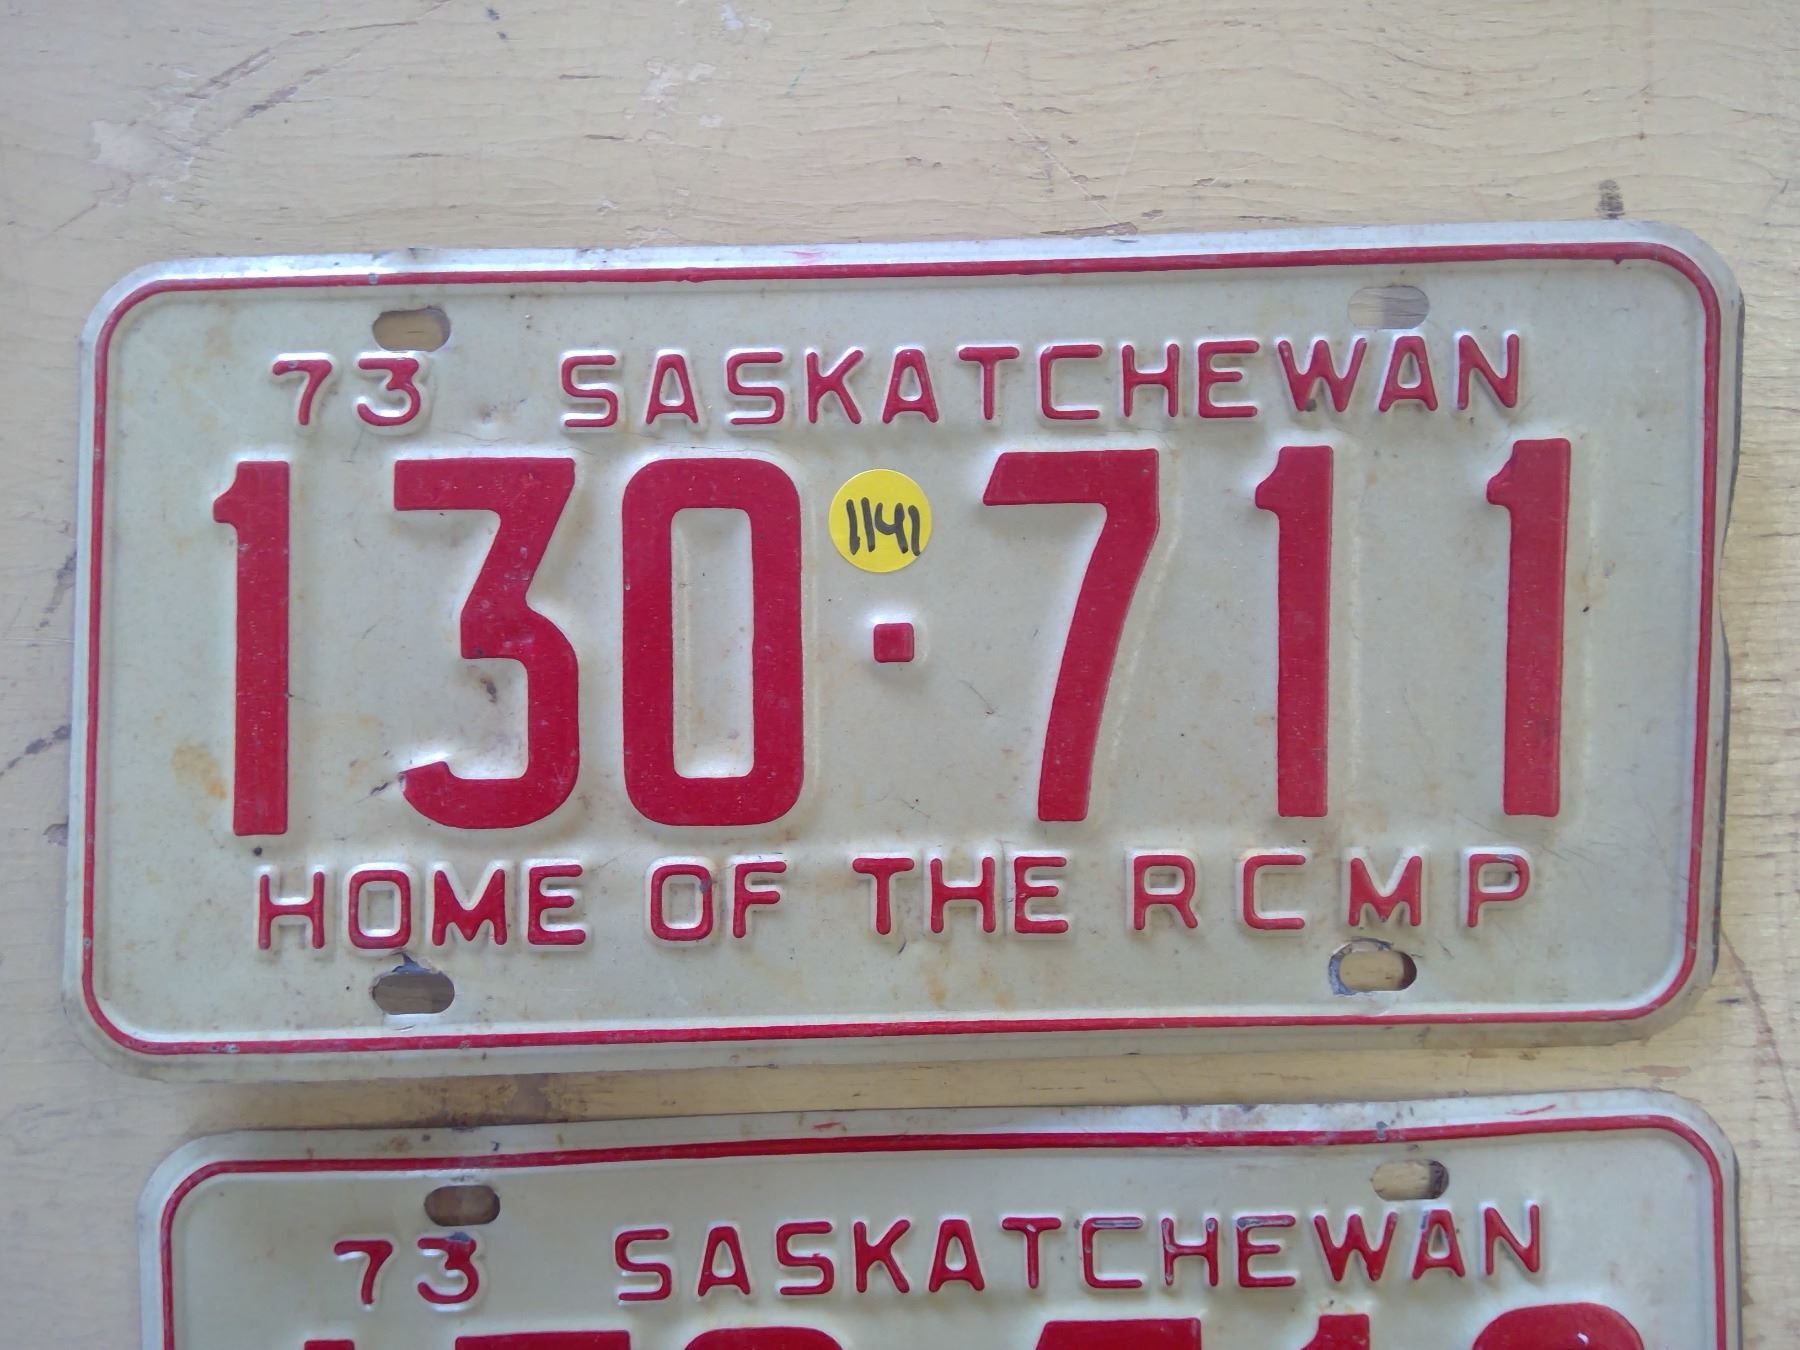 73 SASKATCHEWAN
1141
130·711
HOME OF THE RCMP
73 SASKATCHEWAN